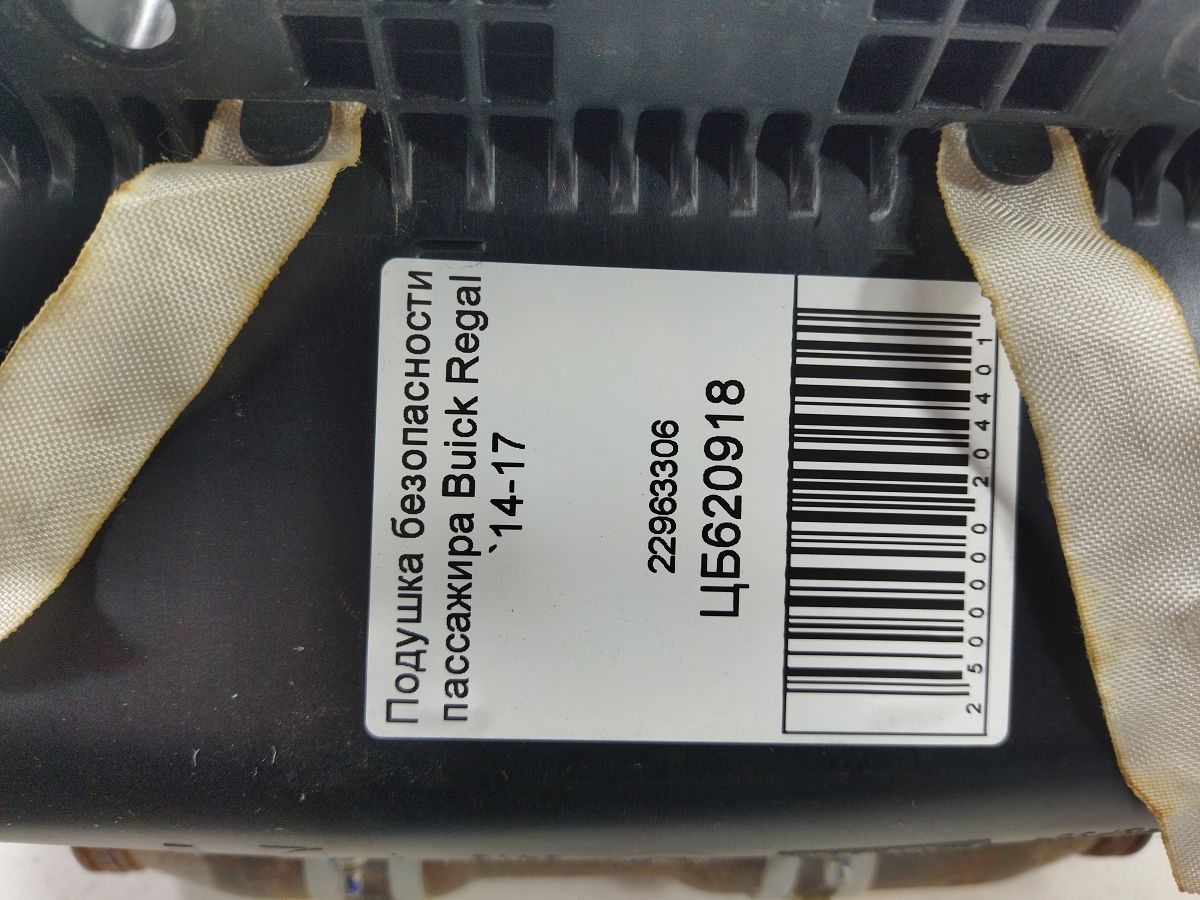 Подушка безопасности
пассажира Buick Regal
`14-17
22963306
ЦБ620918
2500000204401